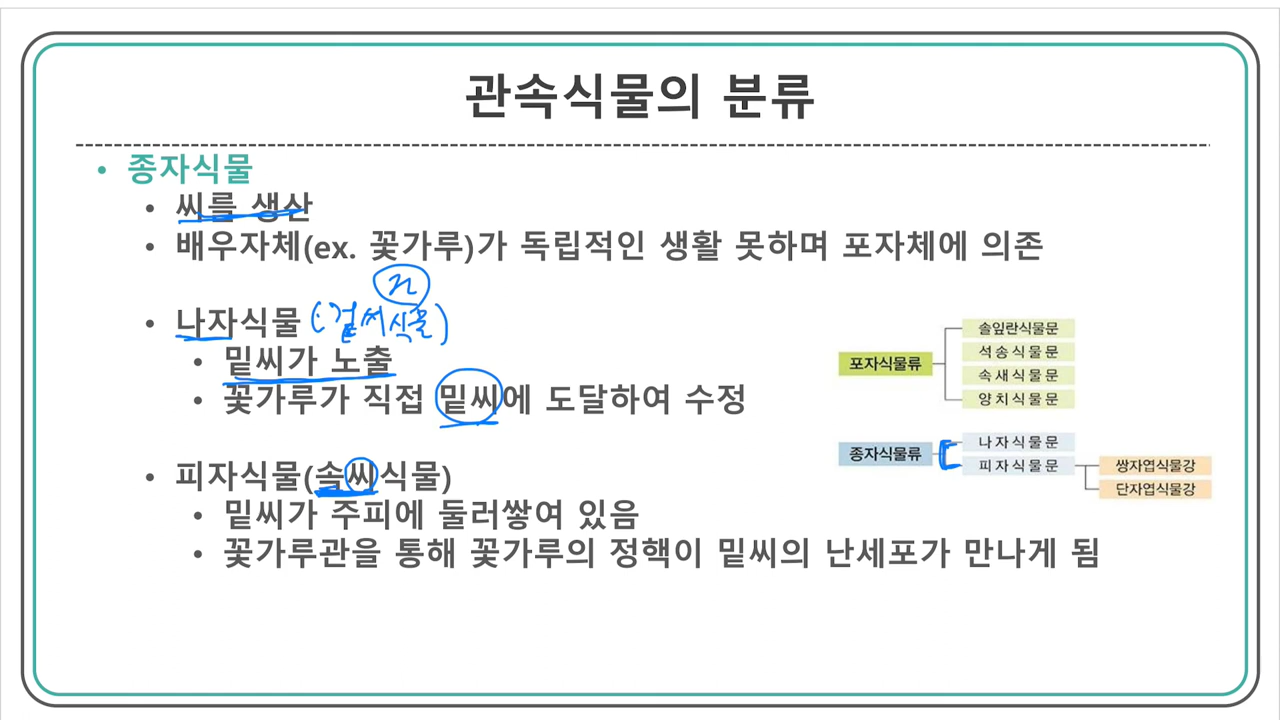 관속식물의 분류
• 종자식물
• 씨를 생산
• 배우자체(ex. 꽃가루)가 독립적인 생활 못하며 포자체에 의존
• 나자식물 (겉씨식물)
• 밑씨가 노출
• 꽃가루가 직접 밑씨에 도달하여 수정
• 피자식물(속씨식물)
• 밑씨가 주피에 둘러쌓여 있음
• 꽃가루관을 통해 꽃가루의 정핵이 밑씨의 난세포가 만나게 됨
포자식물류
솔잎란식물문
석송식물문
속새식물문
양치식물문
종자식물류
나자식물문
피자식물문
쌍자엽식물강
단자엽식물강